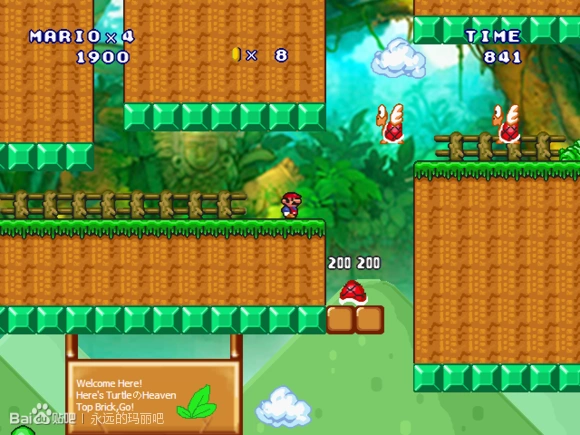 MARIO×4
1900
× 8
TIME
841
200 200
Welcome Here!
Here's TurtleのHeaven
Top Brick,Go!
Bai贴吧 | 永远的玛丽吧